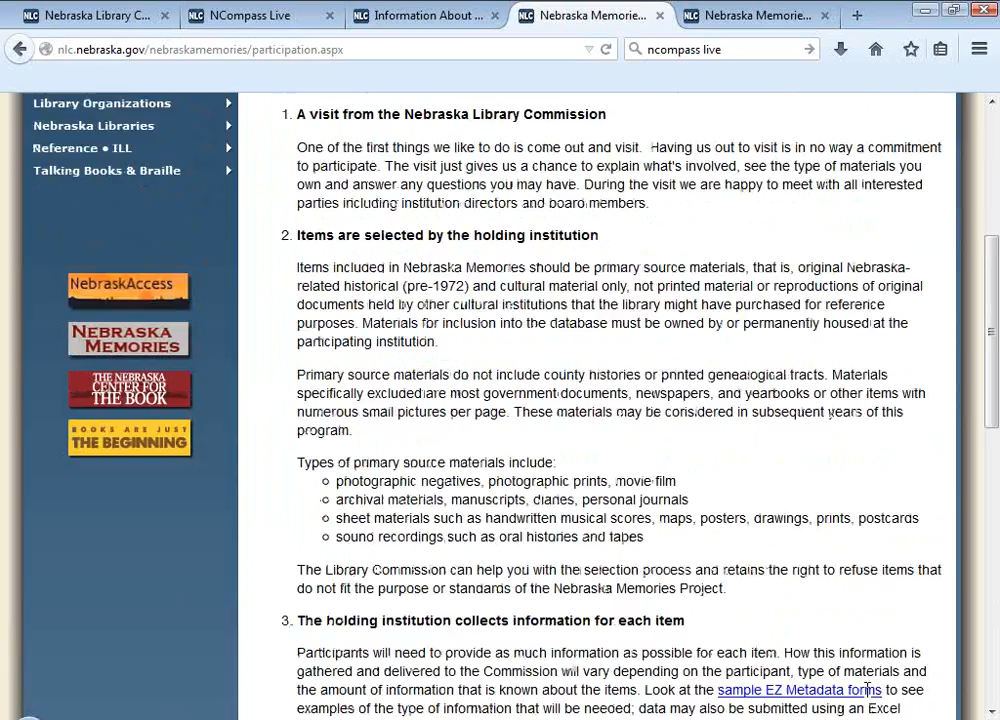 Nebraska Library C...
NCompass Live
Information About ...
Nebraska Memorie...
Nebraska Memorie...
nlc.nebraska.gov/nebraskamemories/participation.aspx
ncompass live
Library Organizations
Nebraska Libraries
Reference • ILL
Talking Books & Braille
NebraskAccess
NEBRASKA
MEMORIES
THE NEBRASKA
CENTER FOR
THE BOOK
BOOKS ARE JUST
THE BEGINNING
1. A visit from the Nebraska Library Commission
One of the first things we like to do is come out and visit. Having us out to visit is in no way a commitment
to participate. The visit just gives us a chance to explain what's involved, see the type of materials you
own and answer any questions you may have. During the visit we are happy to meet with all interested
parties including institution directors and board members.
2. Items are selected by the holding institution
Items included in Nebraska Memories should be primary source materials, that is, original Nebraska-
related historical (pre-1972) and cultural material only, not printed material or reproductions of original
documents held by other cultural institutions that the library might have purchased for reference
purposes. Materials for inclusion into the database must be owned by or permanently housed at the
participating institution.
Primary source materials do not include county histories or printed genealogical tracts. Materials
specifically excluded are most government documents, newspapers, and yearbooks or other items with
numerous small pictures per page. These materials may be considered in subsequent years of this
program.
Types of primary source materials include:
photographic negatives, photographic prints, movie film
archival materials, manuscripts, diaries, personal journals
sheet materials such as handwritten musical scores, maps, posters, drawings, prints, postcards
sound recordings such as oral histories and tapes
The Library Commission can help you with the selection process and retains the right to refuse items that
do not fit the purpose or standards of the Nebraska Memories Project.
3. The holding institution collects information for each item
Participants will need to provide as much information as possible for each item. How this information is
gathered and delivered to the Commission will vary depending on the participant, type of materials and
the amount of information that is known about the items. Look at the sample EZ Metadata forms to see
examples of the type of information that will be needed; data may also be submitted using an Excel